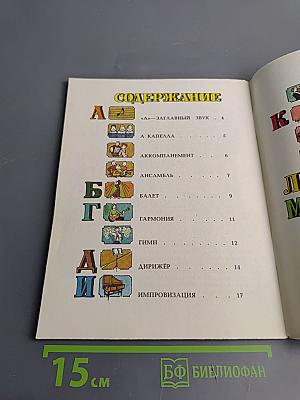 СОДЕРЖАНИЕ
А
«А»—ЗАГЛАВНЫЙ ЗВУК . 4
А КАПЕЛЛА . . . . . 5
АККОМПАНЕМЕНТ . . . 6
АНСАМБЛЬ . . . . . 7
Б
БАЛЕТ . . . . . . 9
Г
ГАРМОНИЯ . . . . . 11
ГИМН . . . . . . . 12
Д
ДИРИЖЁР . . . . . 14
И
ИМПРОВИЗАЦИЯ . . . . 17
К
Л
М
15 см
БФ БИБЛИОФАН